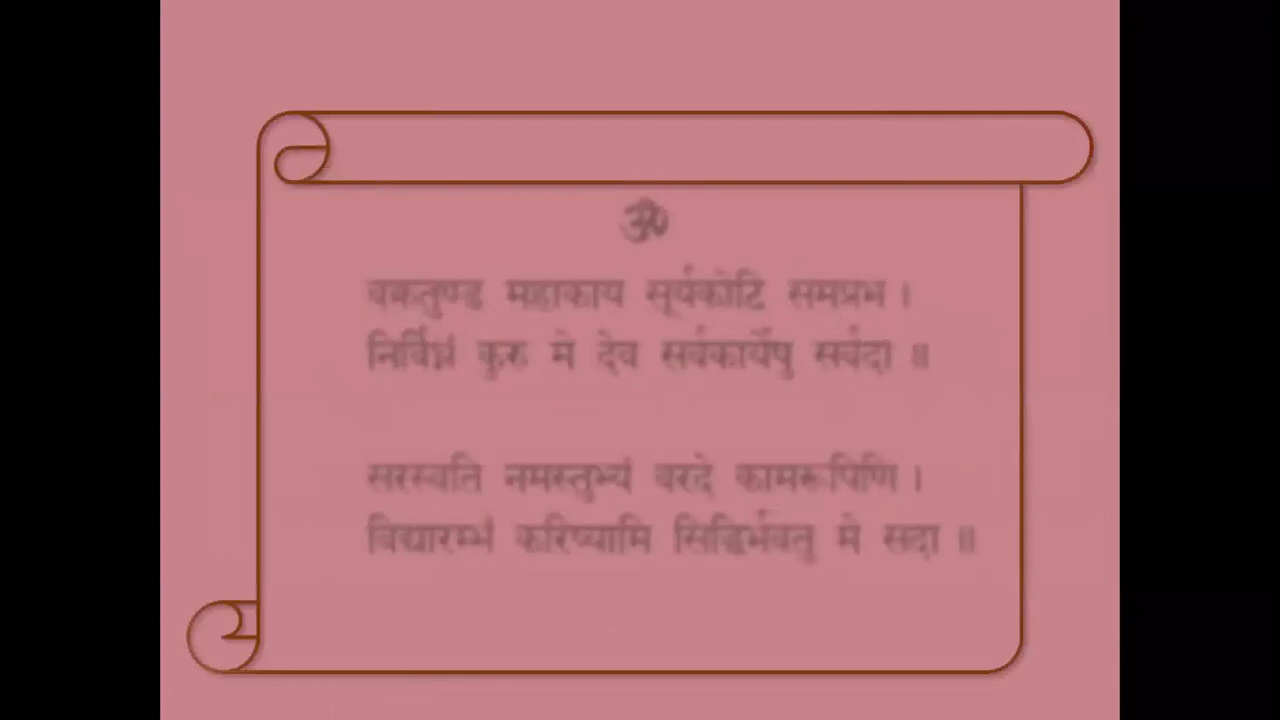 ॐ
वक्रतुण्ड महाकाय सूर्यकोटि समप्रभ ।
निर्विघ्नं कुरु मे देव सर्वकार्येषु सर्वदा ॥
सरस्वति नमस्तुभ्यं वरदे कामरूपिणि ।
विद्यारम्भं करिष्यामि सिद्धिर्भवतु मे सदा ॥